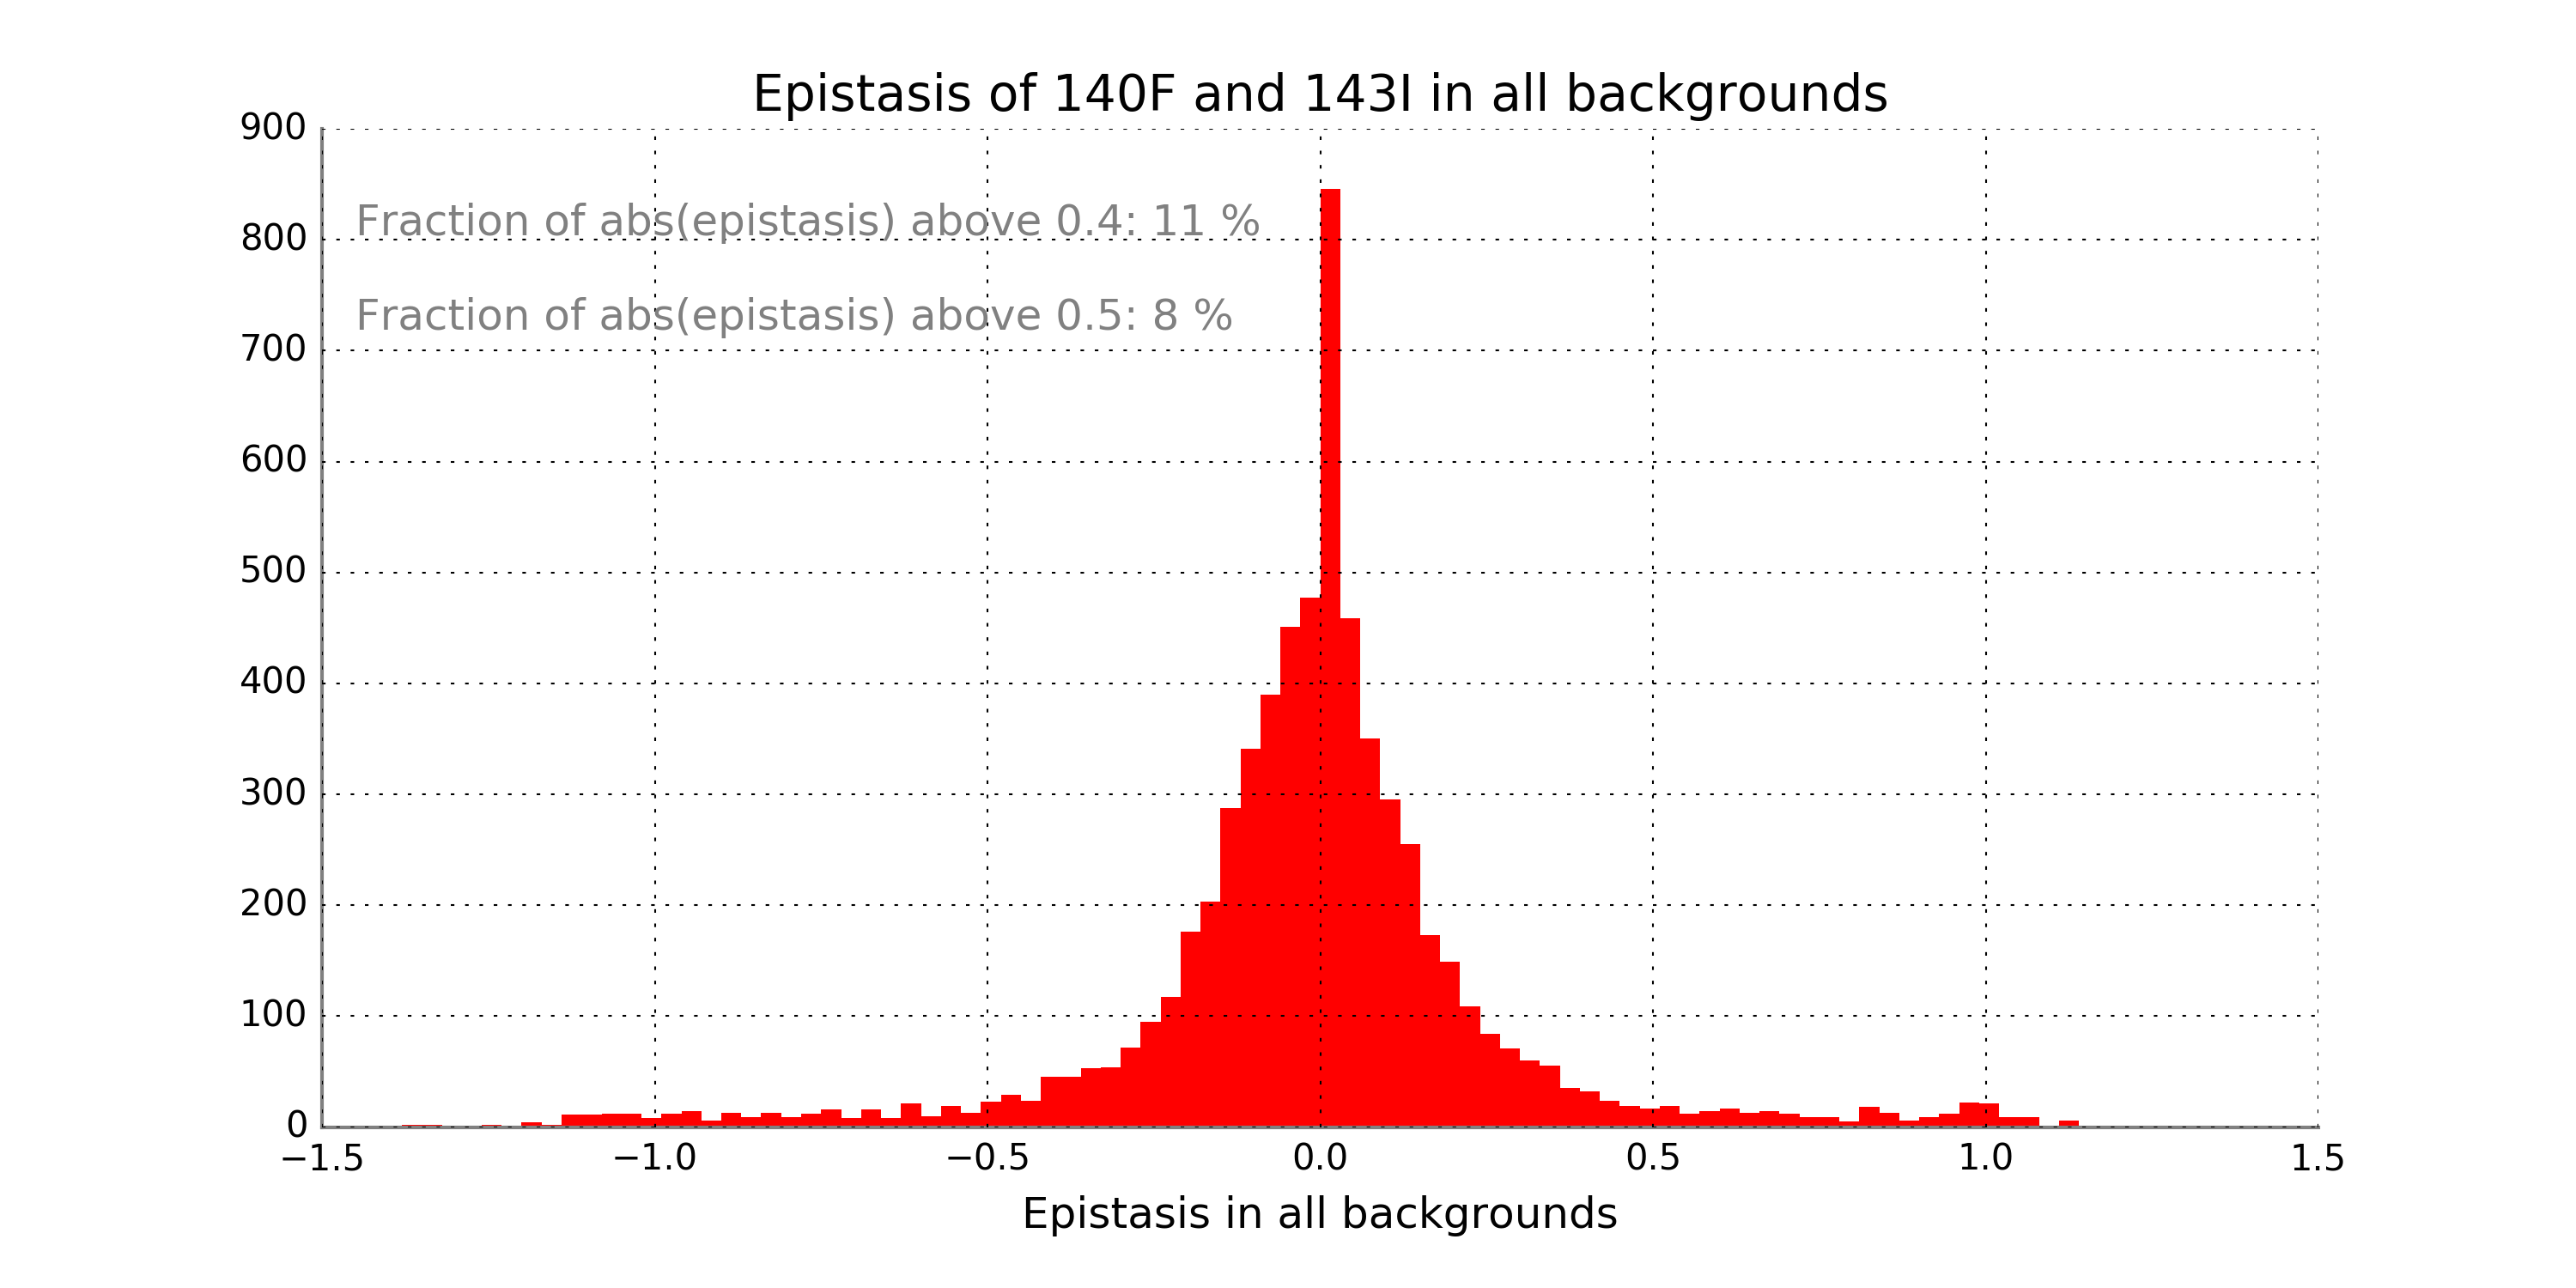 Epistasis of 140F and 143I in all backgrounds
900
Fraction of abs(epistasis) above 0.4: 11 %
800
Fraction of abs(epistasis) above 0.5: 8 %
700
600
500
400
300
200
100
0
−1.5 −1.0 −0.5 0.0 0.5 1.0 1.5
Epistasis in all backgrounds